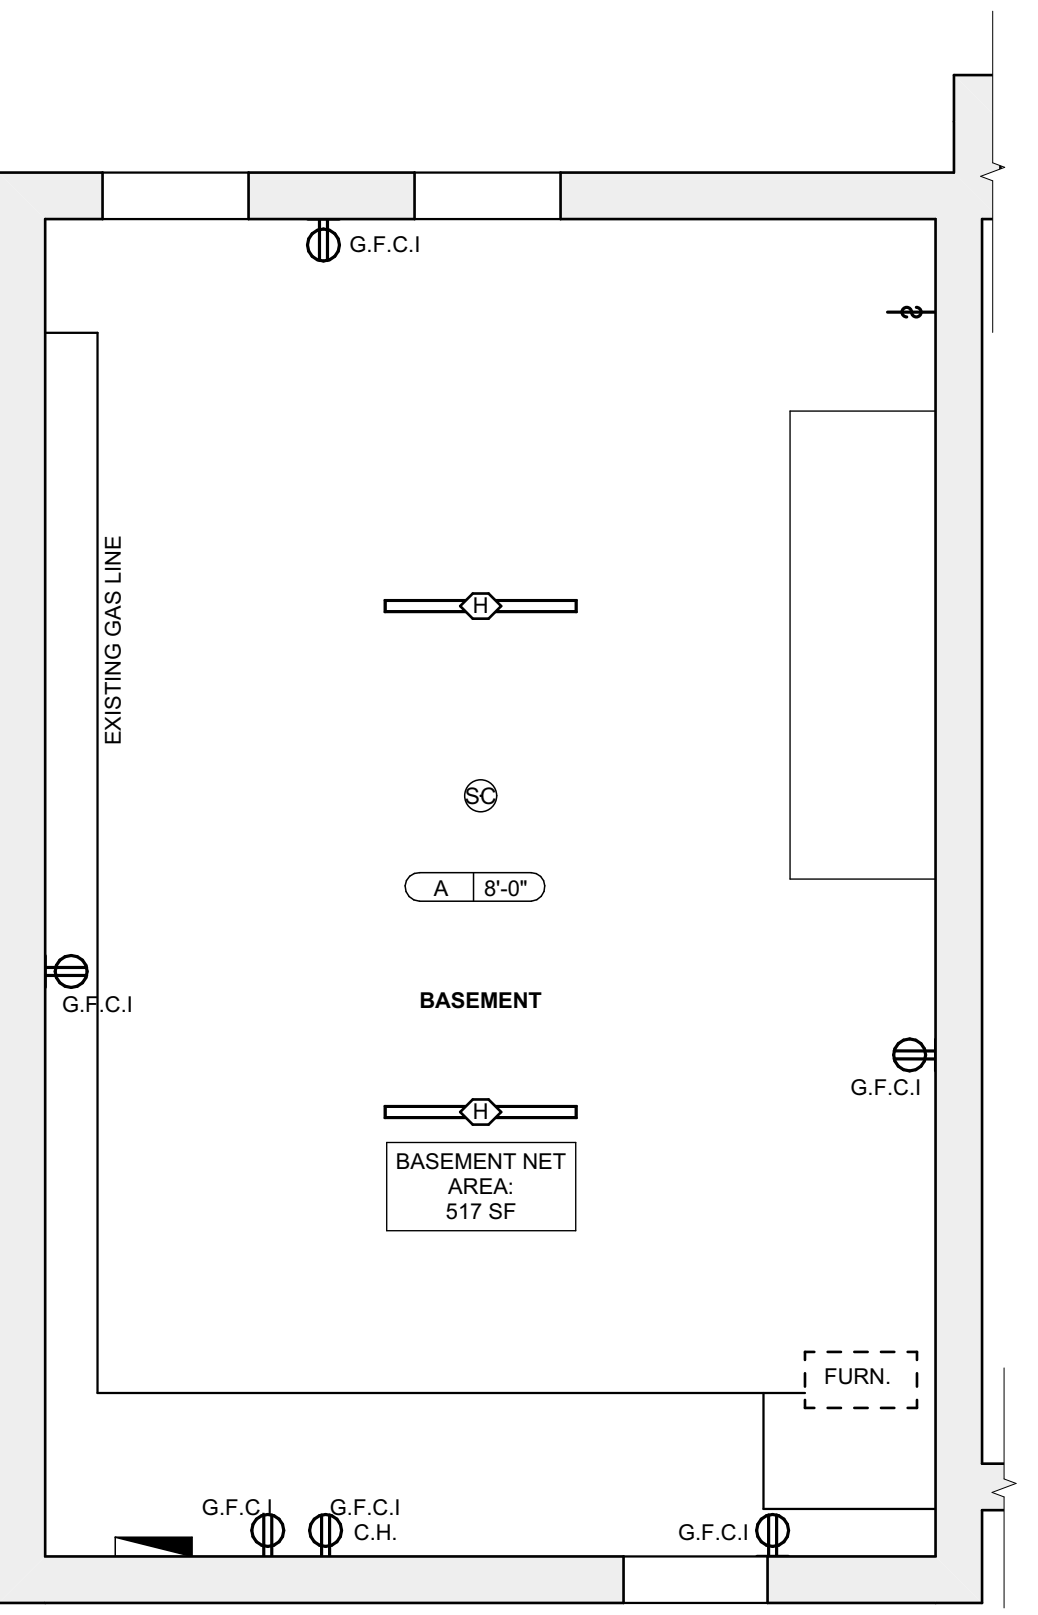 G.F.C.I
EXISTING GAS LINE
H
SC
A 8'-0"
G.F.C.I
BASEMENT
G.F.C.I
H
BASEMENT NET
AREA:
517 SF
FURN.
G.F.C.I
G.F.C.I
C.H.
G.F.C.I